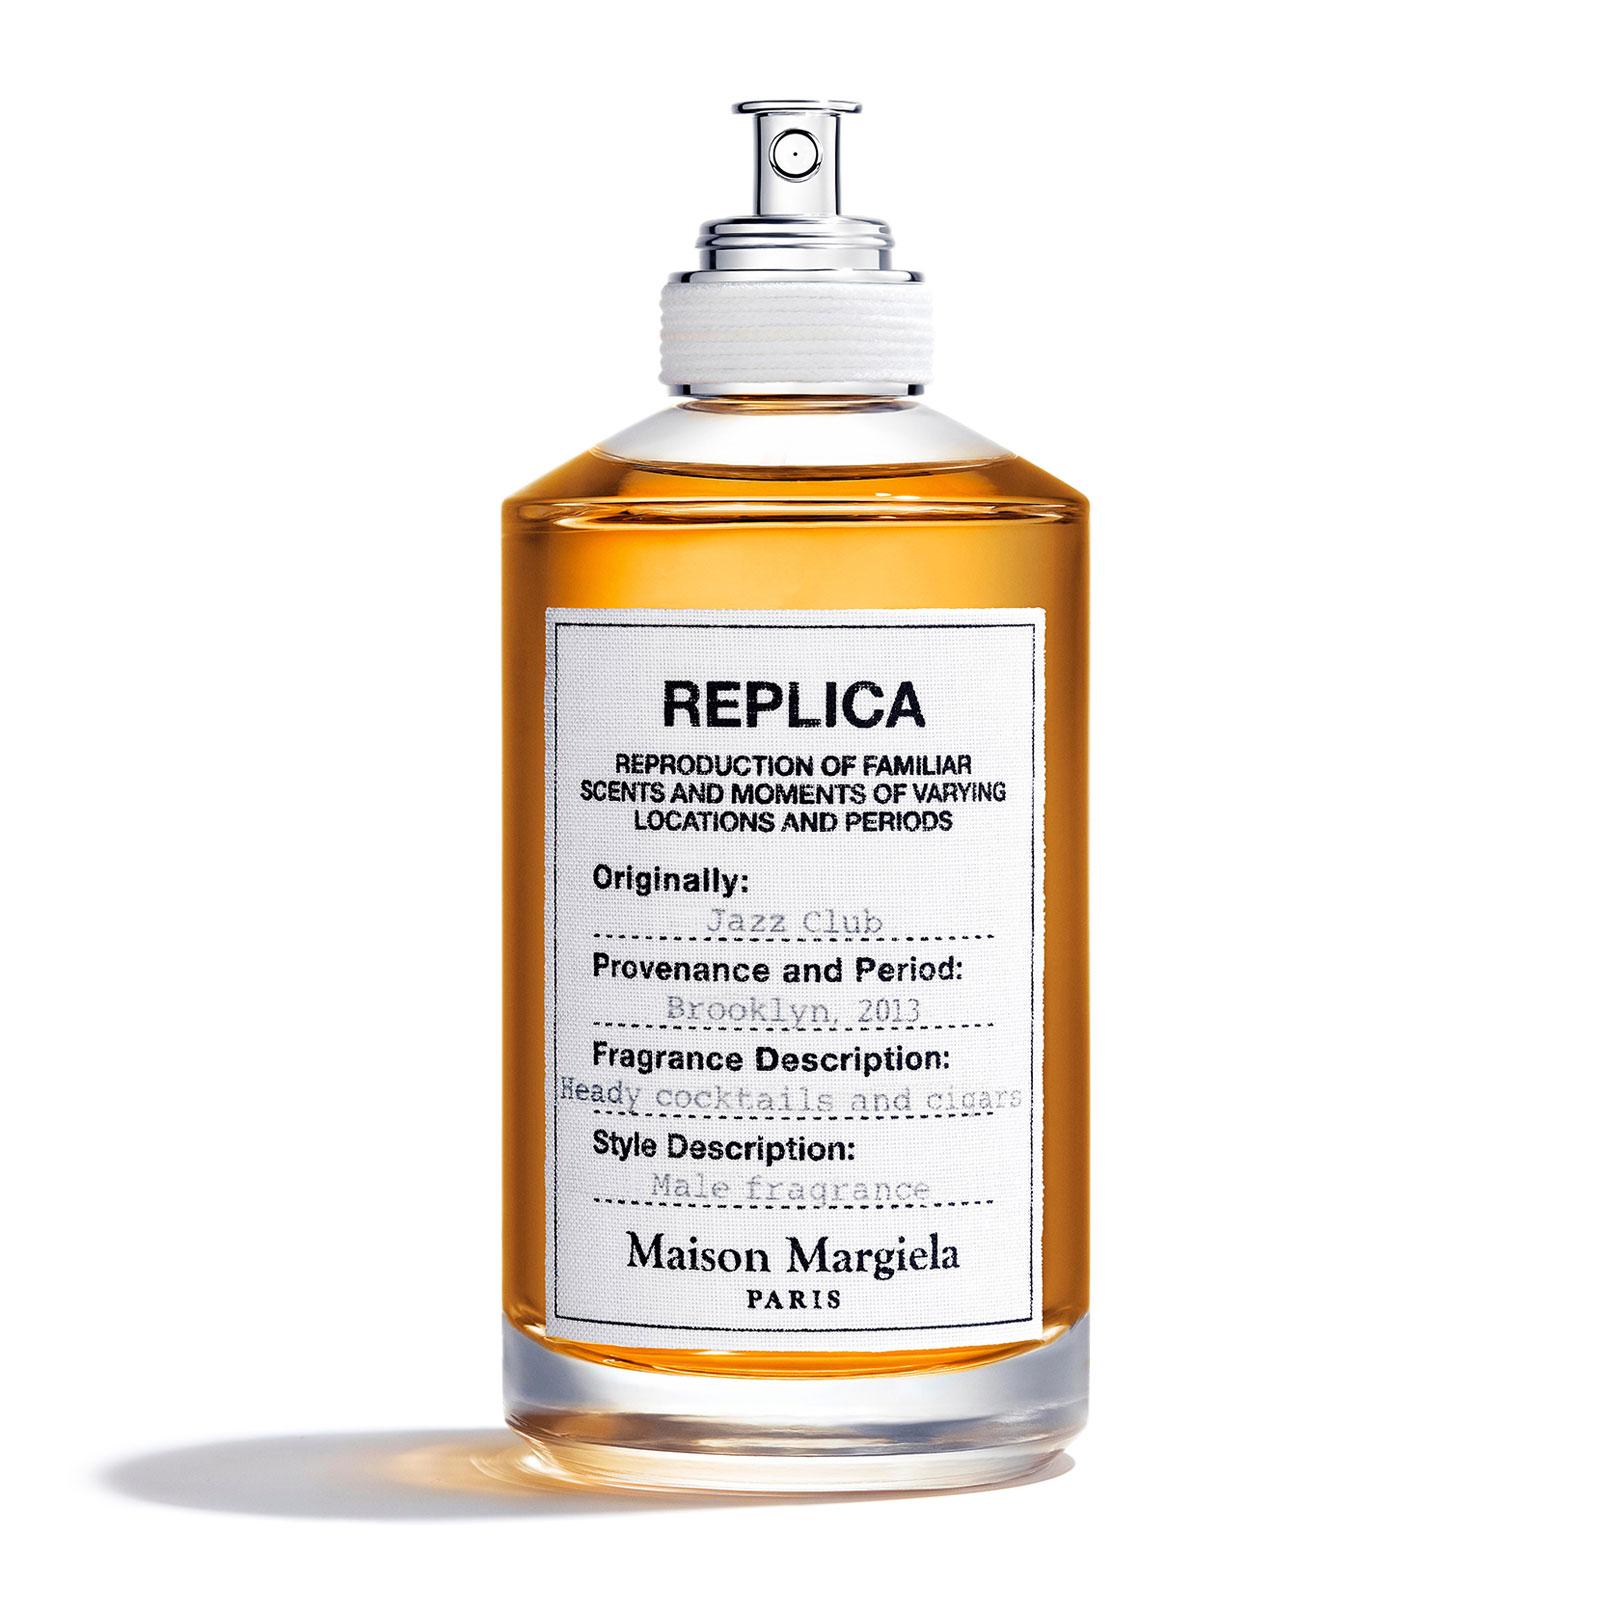 REPLICA
REPRODUCTION OF FAMILIAR
SCENTS AND MOMENTS OF VARYING
LOCATIONS AND PERIODS
Originally:
Jazz Club
Provenance and Period:
Brooklyn, 2013
Fragrance Description:
Heady cocktails and cigars
Style Description:
Male fragrance
Maison Margiela
PARIS